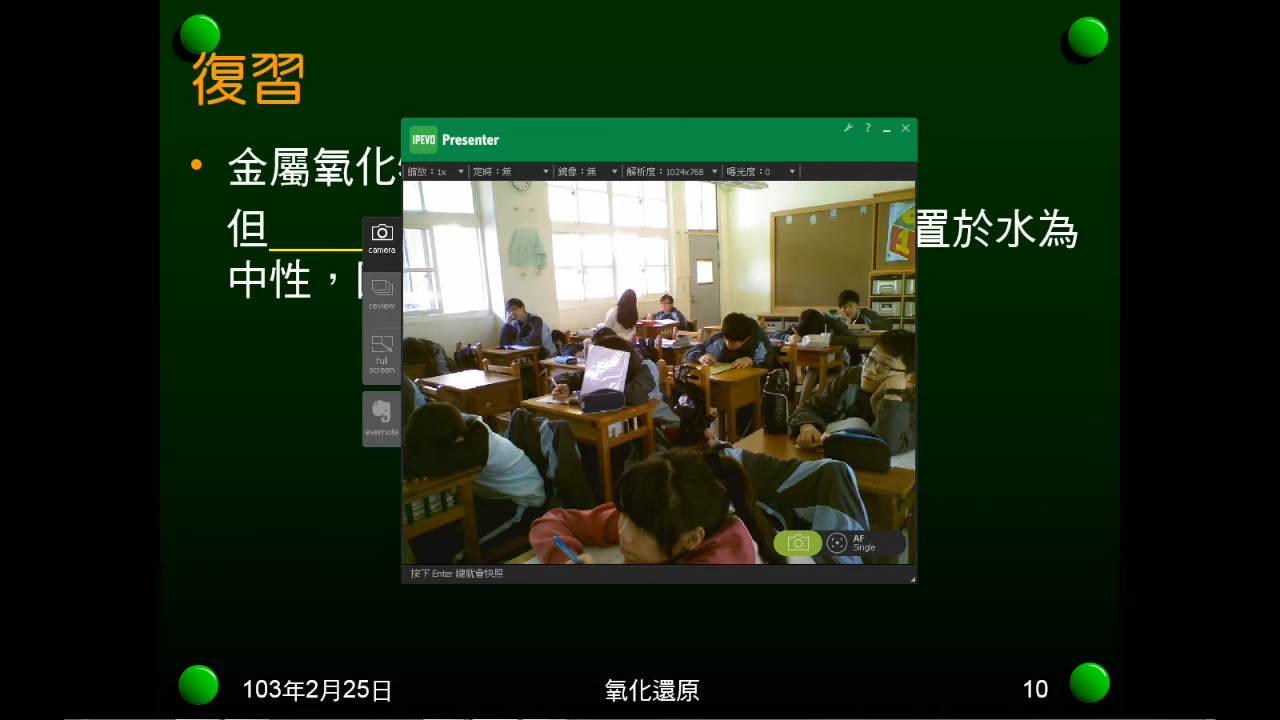 復習
IPEVO Presenter
縮放：1x 定時：無 鏡像：無 解析度：1024x768 曝光度：0
• 金屬氧化
但 置於水為
中性，
camera
review
full
screen
evernote
AF
Single
按下 Enter 鍵就會快照
103年2月25日 氧化還原 10